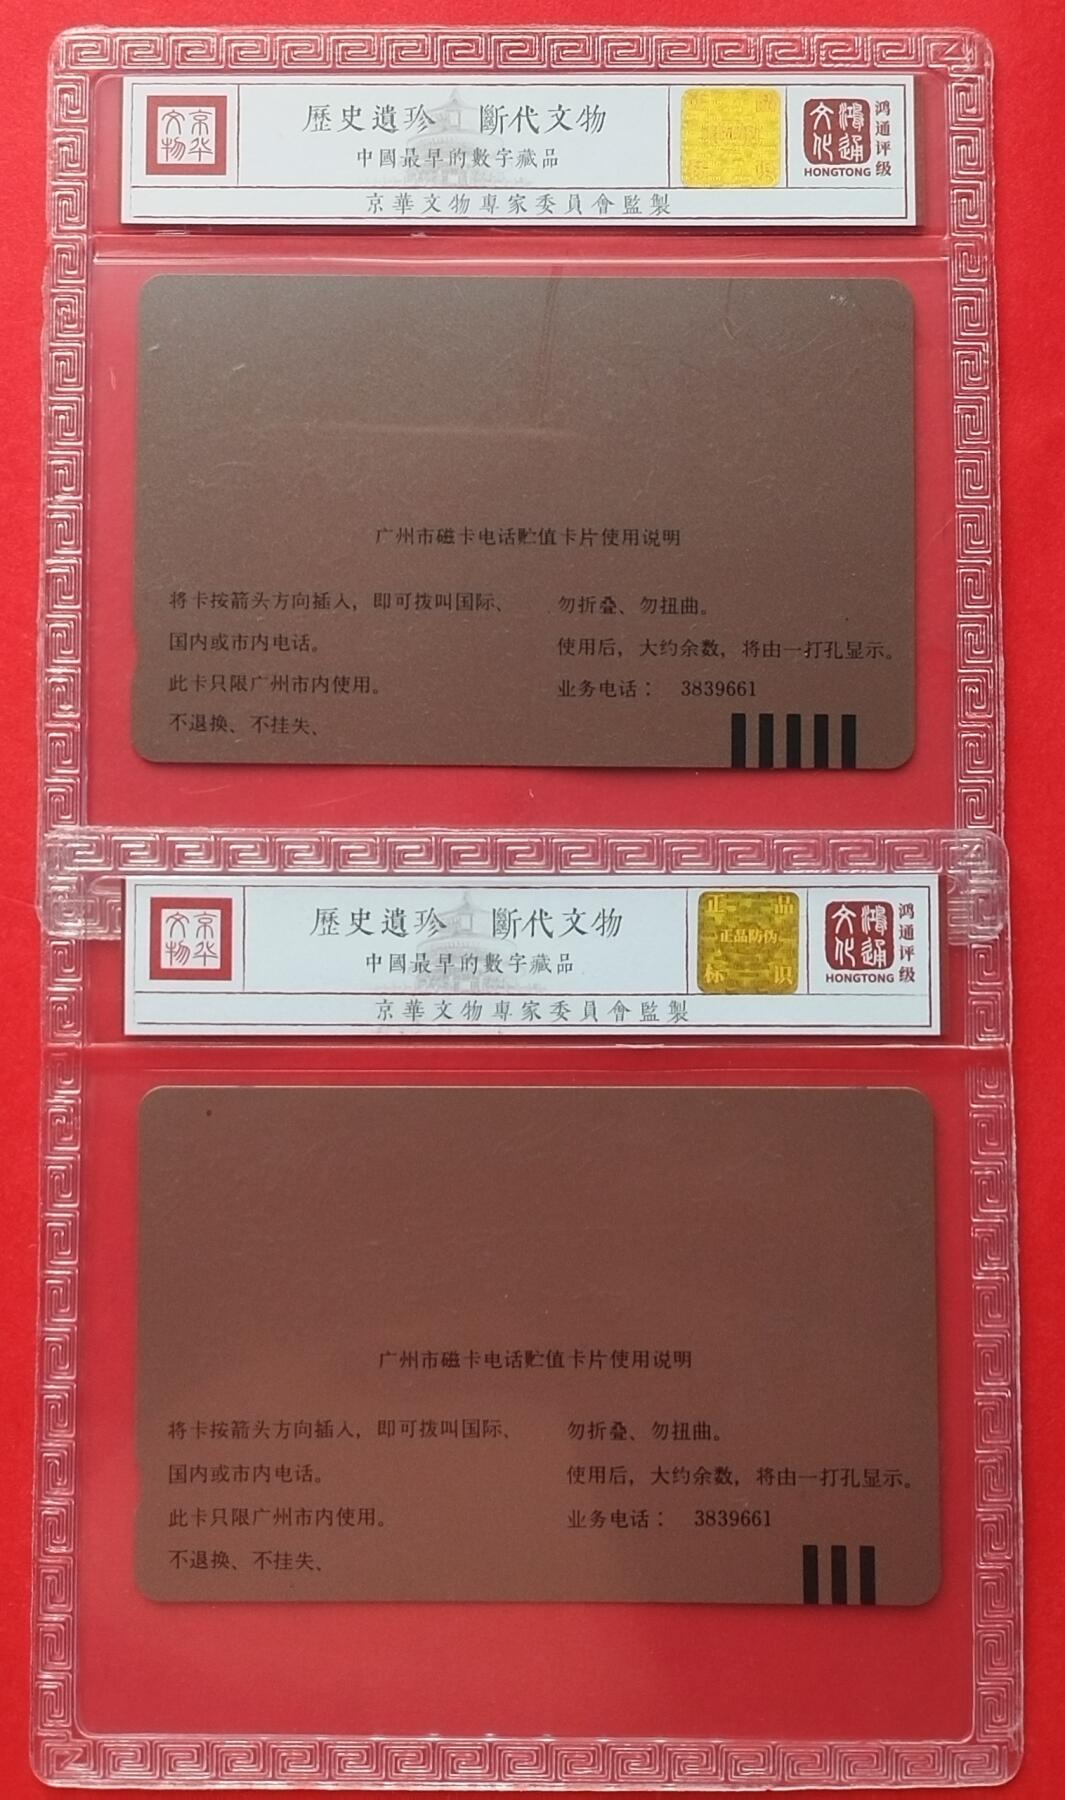 京华文物
歷史遺珍 斷代文物
中國最早的數字藏品
京華文物專家委員會監製
鴻通文化
HONGTONG
鸿通评级
广州市磁卡电话贮值卡片使用说明
将卡按箭头方向插入，即可拨叫国际、
国内或市内电话。
此卡只限广州市内使用。
不退换、不挂失、
勿折叠、勿扭曲。
使用后，大约余数，将由一打孔显示。
业务电话： 3839661
京华文物
歷史遺珍 斷代文物
中國最早的數字藏品
京華文物專家委員會監製
正品
正品防伪
标识
鴻通文化
HONGTONG
鸿通评级
广州市磁卡电话贮值卡片使用说明
将卡按箭头方向插入，即可拨叫国际、
国内或市内电话。
此卡只限广州市内使用。
不退换、不挂失、
勿折叠、勿扭曲。
使用后，大约余数，将由一打孔显示。
业务电话： 3839661